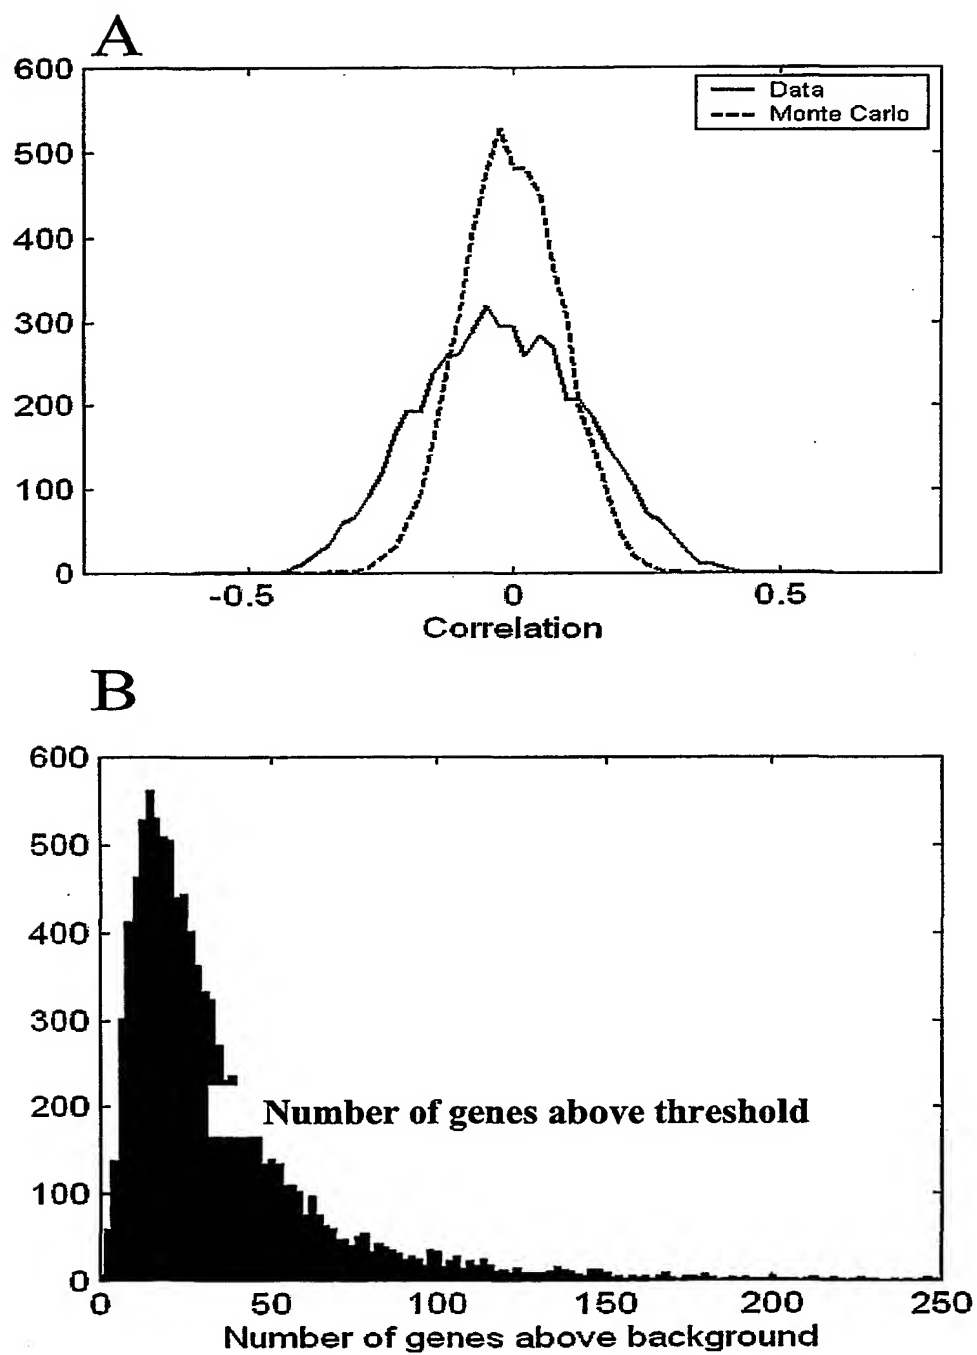 A
600
500
400
300
200
100
0
Data
Monte Carlo
-0.5 0 0.5
Correlation
B
600
500
400
300
200
100
0
Number of genes above threshold
0 50 100 150 200 250
Number of genes above background